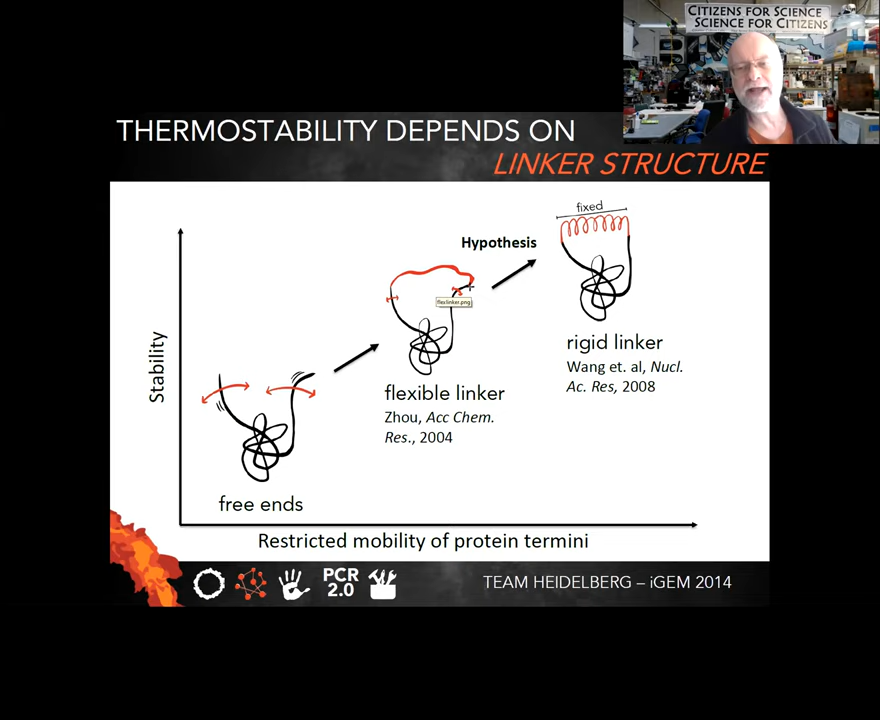 CITIZENS FOR SCIENCE
SCIENCE FOR CITIZENS
THERMOSTABILITY DEPENDS ON
LINKER STRUCTURE
fixed
Hypothesis
flexlinker.png
rigid linker
Wang et. al, Nucl.
Ac. Res, 2008
flexible linker
Zhou, Acc Chem.
Res., 2004
free ends
Stability
Restricted mobility of protein termini
PCR
2.0
TEAM HEIDELBERG – iGEM 2014